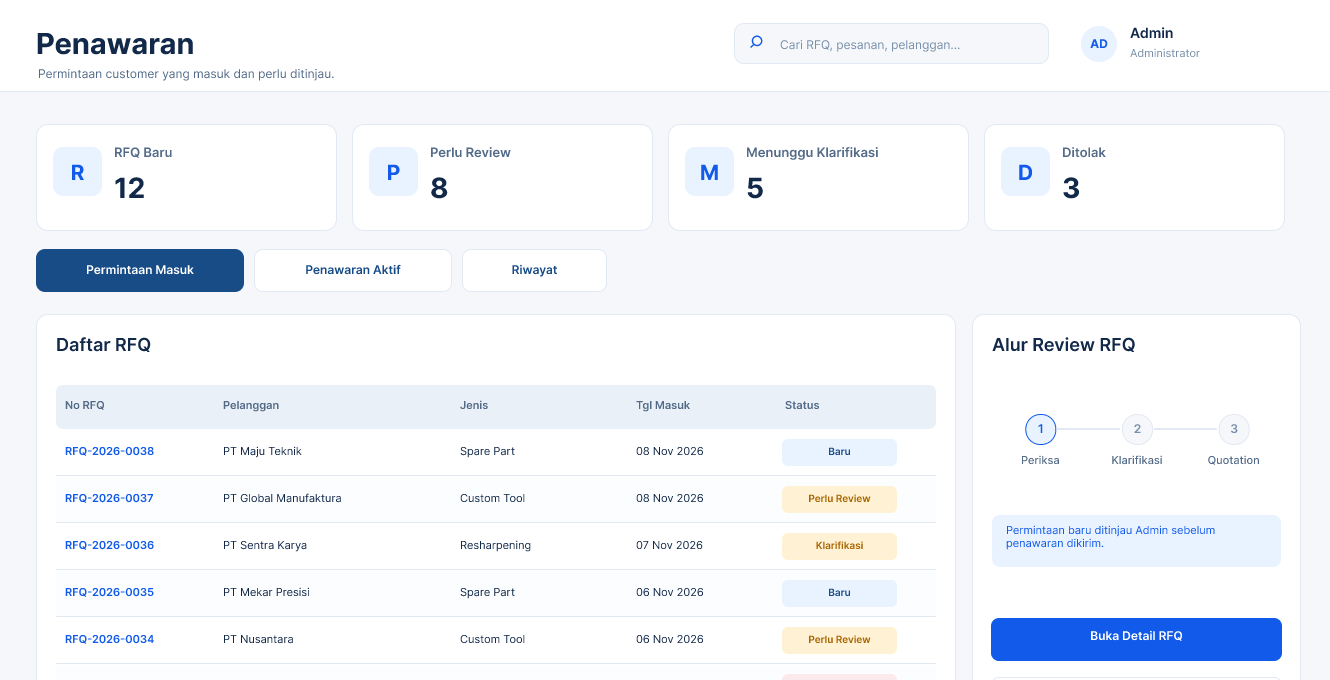 Penawaran
Permintaan customer yang masuk dan perlu ditinjau.
Cari RFQ, pesanan, pelanggan...
AD
Admin
Administrator
R
RFQ Baru
12
P
Perlu Review
8
M
Menunggu Klarifikasi
5
D
Ditolak
3
Permintaan Masuk
Penawaran Aktif
Riwayat
Daftar RFQ
No RFQ Pelanggan Jenis Tgl Masuk Status
RFQ-2026-0038 PT Maju Teknik Spare Part 08 Nov 2026 Baru
RFQ-2026-0037 PT Global Manufaktura Custom Tool 08 Nov 2026 Perlu Review
RFQ-2026-0036 PT Sentra Karya Resharpening 07 Nov 2026 Klarifikasi
RFQ-2026-0035 PT Mekar Presisi Spare Part 06 Nov 2026 Baru
RFQ-2026-0034 PT Nusantara Custom Tool 06 Nov 2026 Perlu Review
Alur Review RFQ
1 2 3
Periksa Klarifikasi Quotation
Permintaan baru ditinjau Admin sebelum
penawaran dikirim.
Buka Detail RFQ